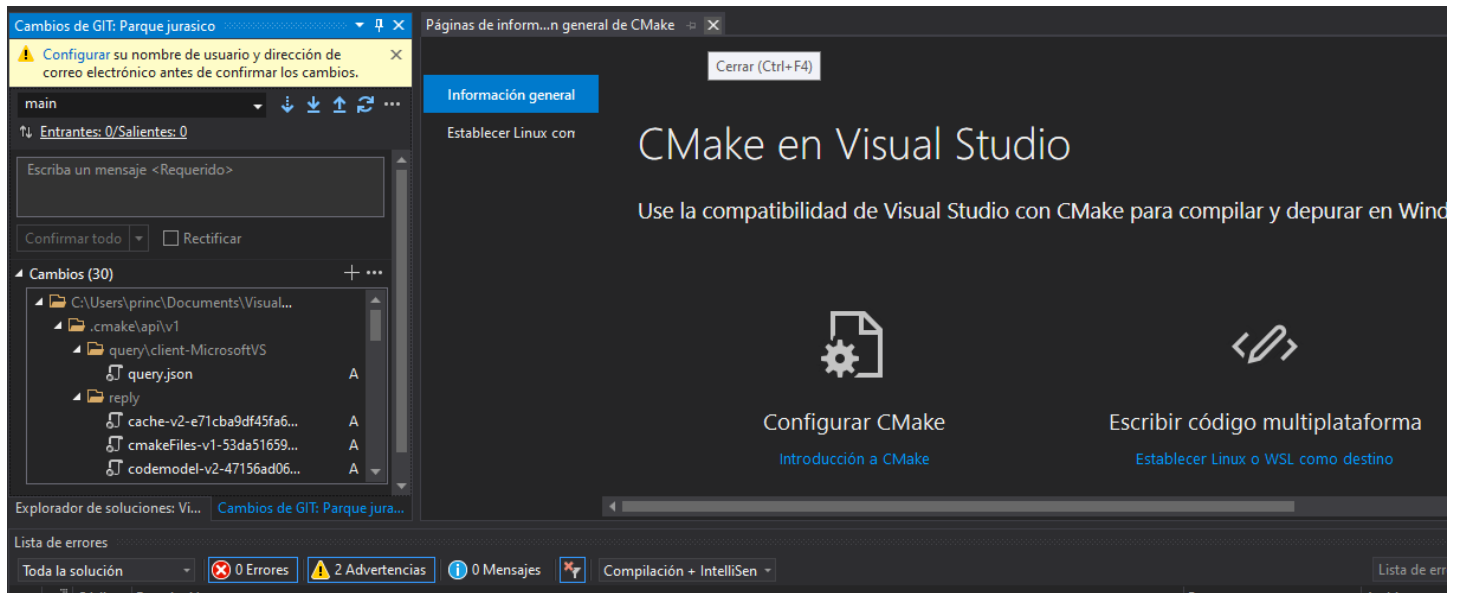 Cambios de GIT: Parque jurasico
Configurar su nombre de usuario y dirección de
correo electrónico antes de confirmar los cambios.
main
Entrantes: 0/Salientes: 0
Escriba un mensaje <Requerido>
Confirmar todo
Rectificar
Cambios (30)
C:\Users\princ\Documents\Visual...
.cmake\api\v1
query\client-MicrosoftVS
query.json A
reply
cache-v2-e71cba9df45fa6... A
cmakeFiles-v1-53da51659... A
codemodel-v2-47156ad06... A
Explorador de soluciones: Vi... Cambios de GIT: Parque jura...
Páginas de inform...n general de CMake
Cerrar (Ctrl+F4)
Información general
Establecer Linux con
CMake en Visual Studio
Use la compatibilidad de Visual Studio con CMake para compilar y depurar en Wind
Configurar CMake
Introducción a CMake
Escribir código multiplataforma
Establecer Linux o WSL como destino
Lista de errores
Toda la solución 0 Errores 2 Advertencias 0 Mensajes Compilación + IntelliSen Lista de err